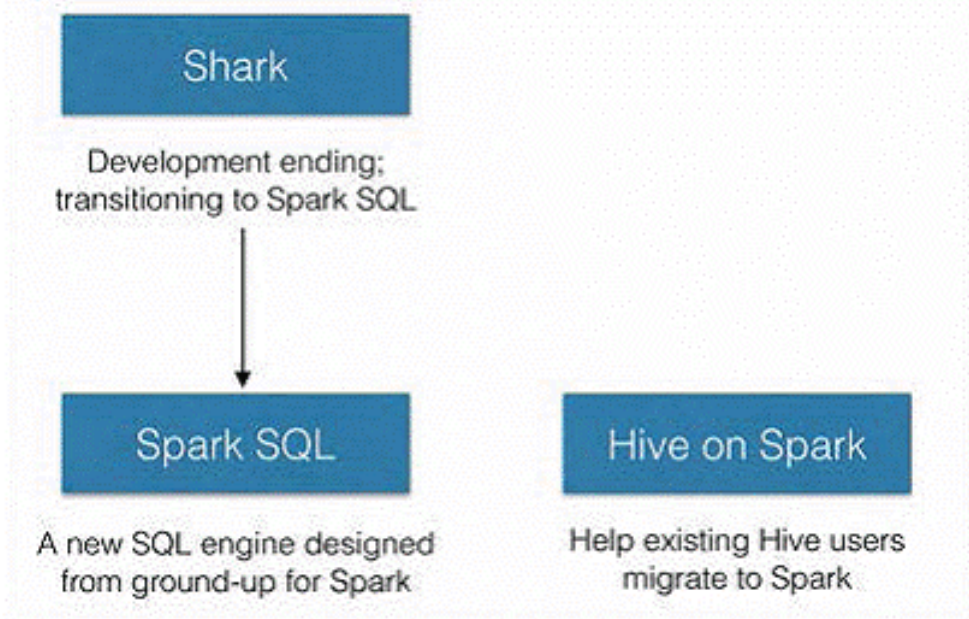 Shark
Development ending;
transitioning to Spark SQL
Spark SQL
A new SQL engine designed
from ground-up for Spark
Hive on Spark
Help existing Hive users
migrate to Spark